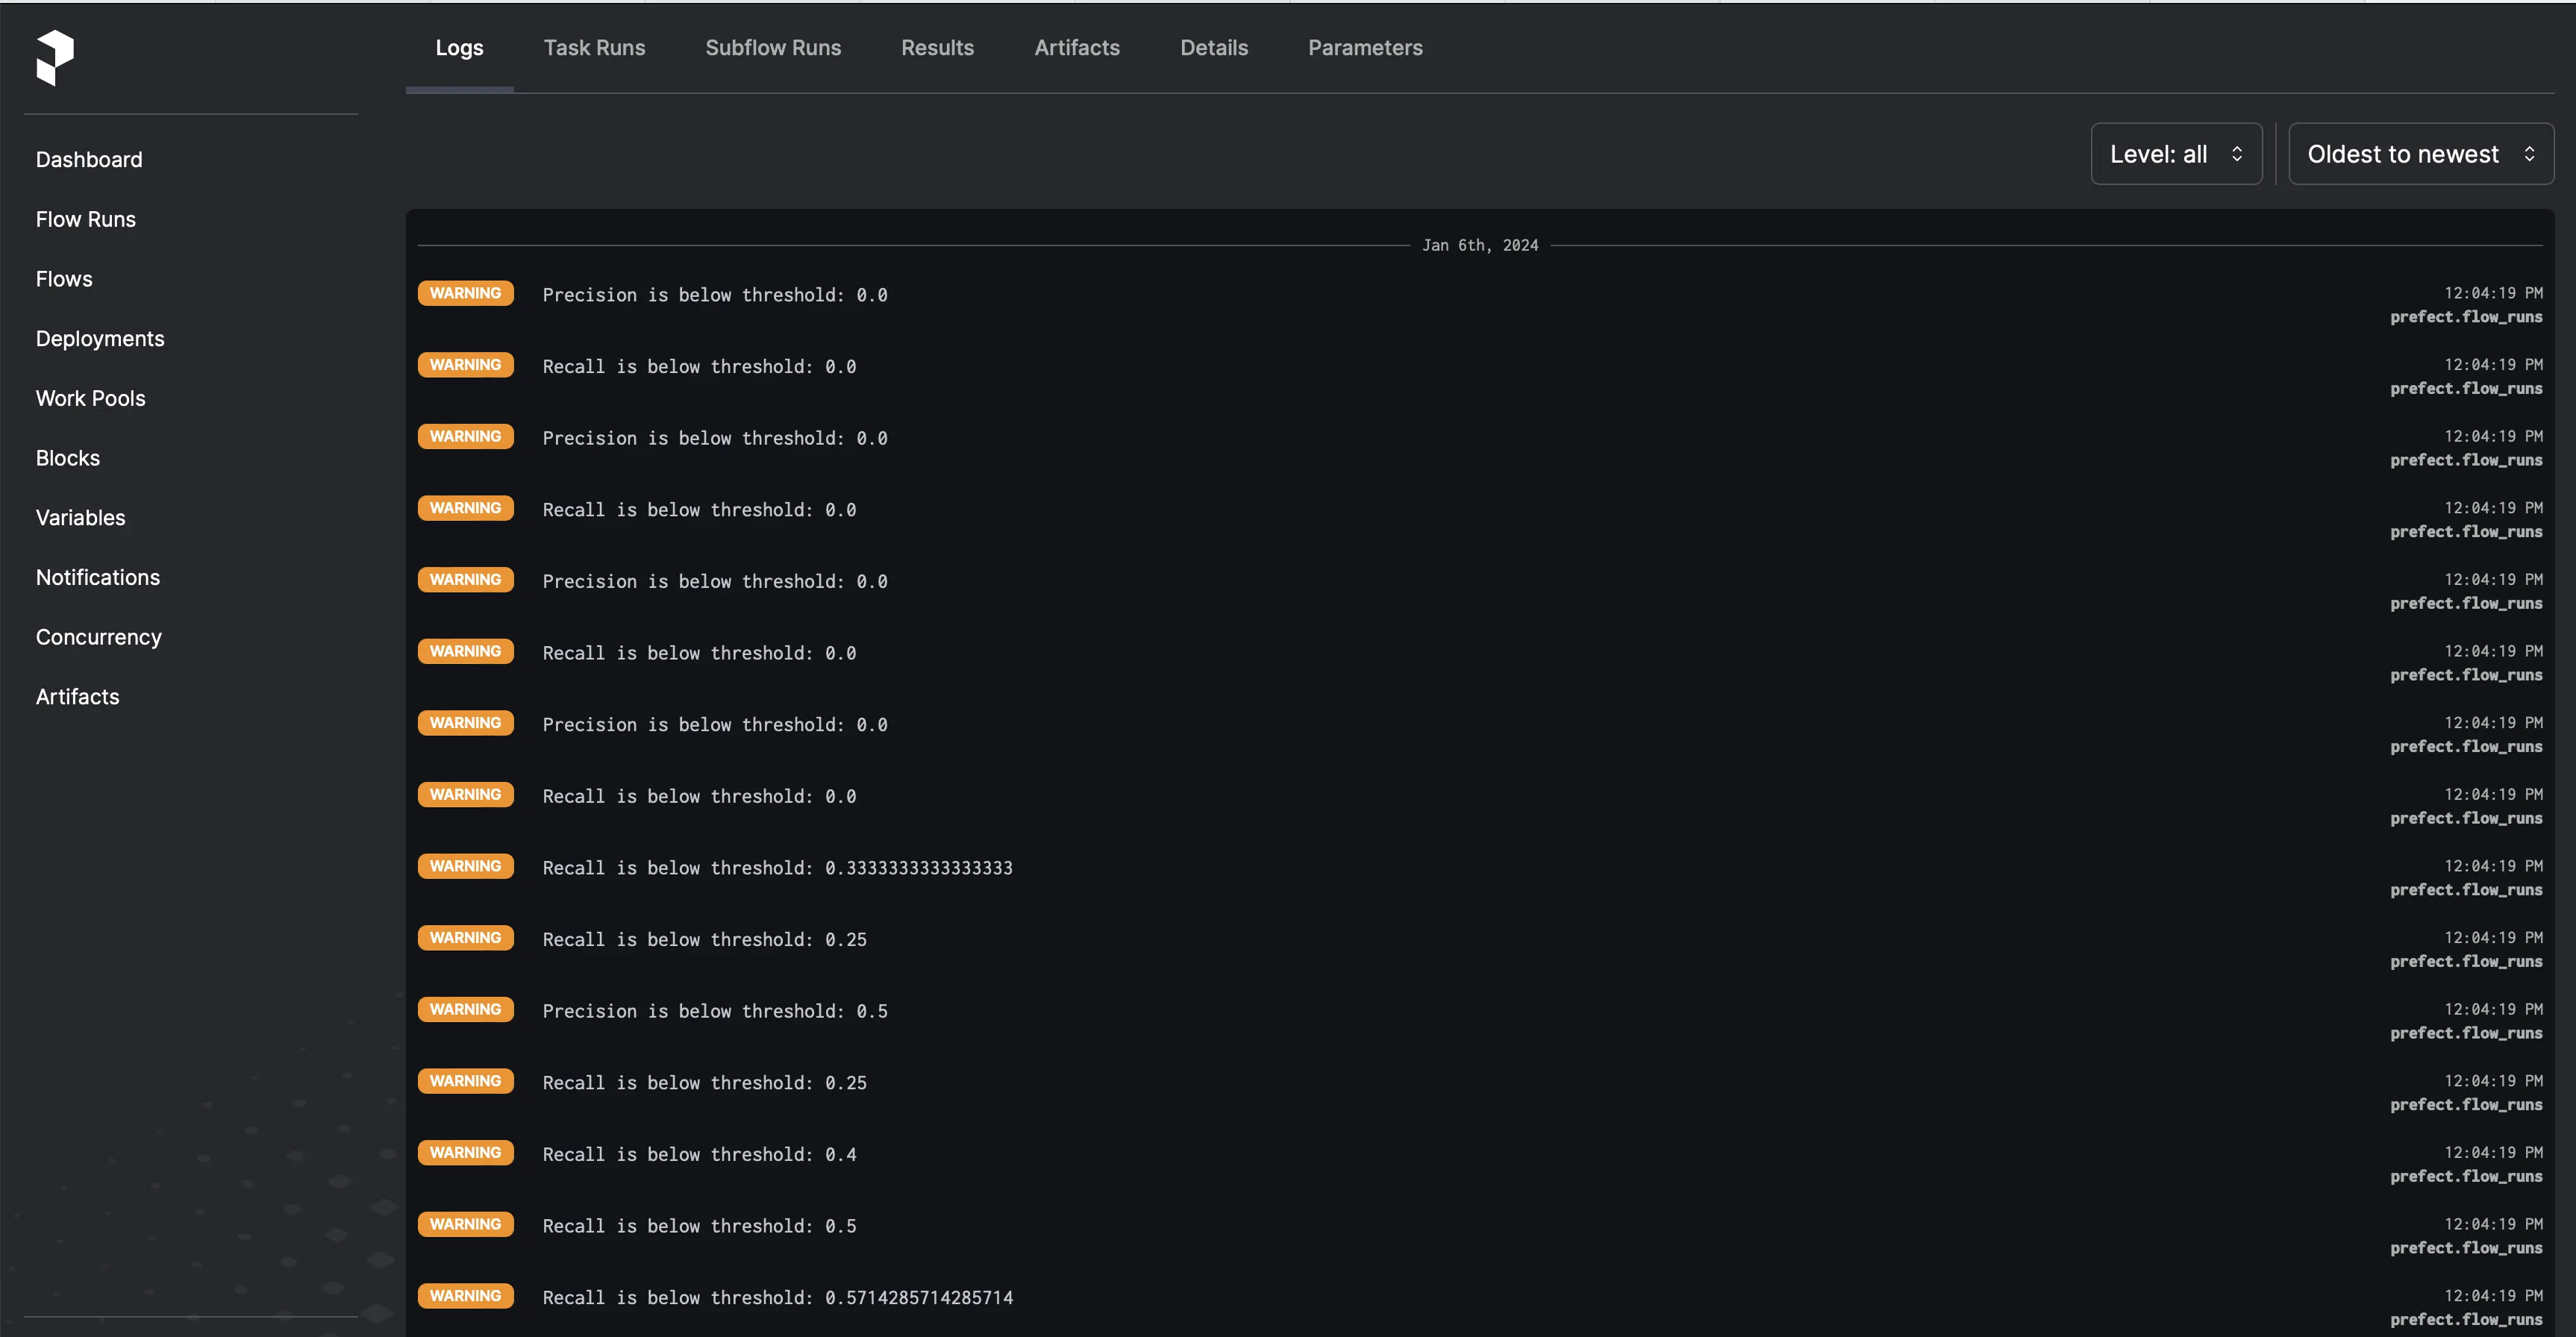 Logs Task Runs Subflow Runs Results Artifacts Details Parameters
Dashboard
Flow Runs
Flows
Deployments
Work Pools
Blocks
Variables
Notifications
Concurrency
Artifacts
Level: all Oldest to newest
Jan 6th, 2024
WARNING Precision is below threshold: 0.0 12:04:19 PM
prefect.flow_runs
WARNING Recall is below threshold: 0.0 12:04:19 PM
prefect.flow_runs
WARNING Precision is below threshold: 0.0 12:04:19 PM
prefect.flow_runs
WARNING Recall is below threshold: 0.0 12:04:19 PM
prefect.flow_runs
WARNING Precision is below threshold: 0.0 12:04:19 PM
prefect.flow_runs
WARNING Recall is below threshold: 0.0 12:04:19 PM
prefect.flow_runs
WARNING Precision is below threshold: 0.0 12:04:19 PM
prefect.flow_runs
WARNING Recall is below threshold: 0.0 12:04:19 PM
prefect.flow_runs
WARNING Recall is below threshold: 0.3333333333333333 12:04:19 PM
prefect.flow_runs
WARNING Recall is below threshold: 0.25 12:04:19 PM
prefect.flow_runs
WARNING Precision is below threshold: 0.5 12:04:19 PM
prefect.flow_runs
WARNING Recall is below threshold: 0.25 12:04:19 PM
prefect.flow_runs
WARNING Recall is below threshold: 0.4 12:04:19 PM
prefect.flow_runs
WARNING Recall is below threshold: 0.5 12:04:19 PM
prefect.flow_runs
WARNING Recall is below threshold: 0.5714285714285714 12:04:19 PM
prefect.flow_runs